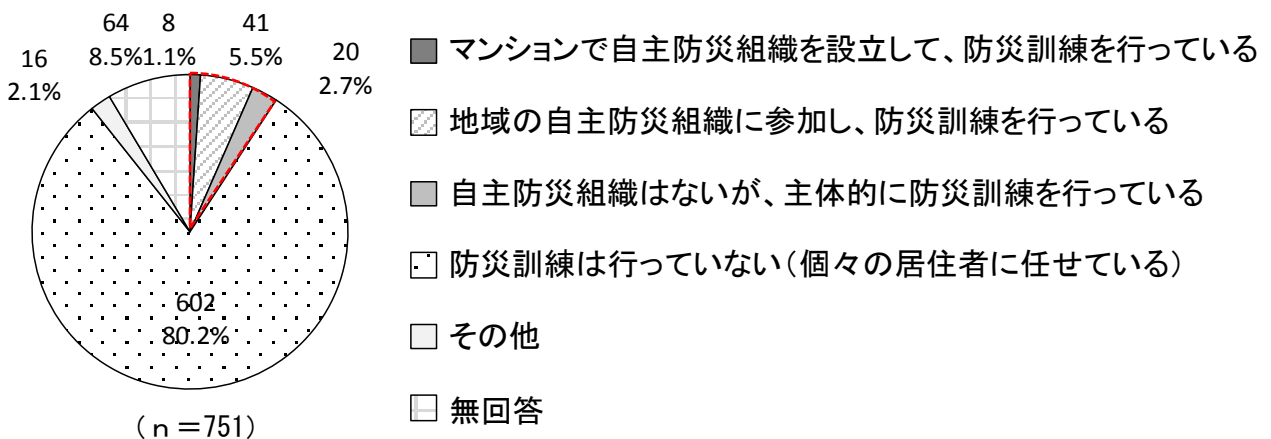 64 8 41
16 8.5% 1.1% 5.5% 20
2.1% 2.7%
602
80.2%
(n=751)
マンションで自主防災組織を設立して、防災訓練を行っている
地域の自主防災組織に参加し、防災訓練を行っている
自主防災組織はないが、主体的に防災訓練を行っている
防災訓練は行っていない(個々の居住者に任せている)
その他
無回答